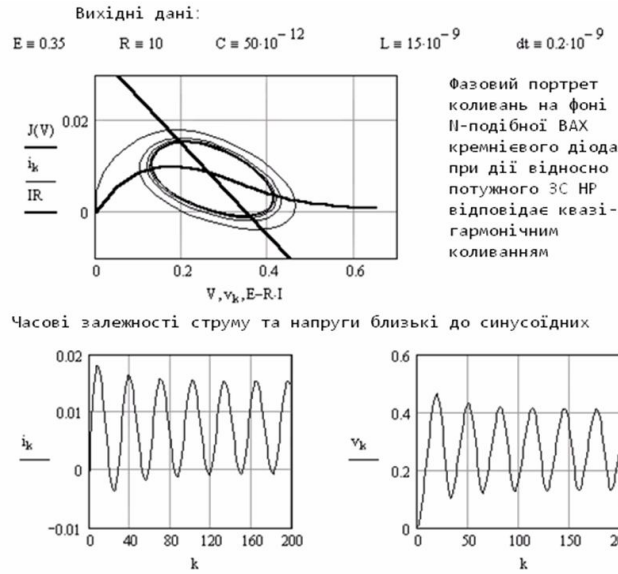 Вихідні дані:
E ≡ 0.35 R ≡ 10 C ≡ 50·10⁻¹² L ≡ 15·10⁻⁹ dt ≡ 0.2·10⁻⁹
J(V)
i_k
IR
0.02
0
0 0.2 0.4 0.6
V,v_k,E−R·I
Фазовий портрет
коливань на фоні
N-подібної ВАХ
кремнієвого діода
при дії відносно
потужного ЗС НР
відповідає квазі-
гармонічним
коливанням
Часові залежності струму та напруги близькі до синусоїдних
0.02
0.01
i_k
0
−0.01
0 40 80 120 160 200
k
0.6
0.4
v_k
0.2
0
0 50 100 150
k